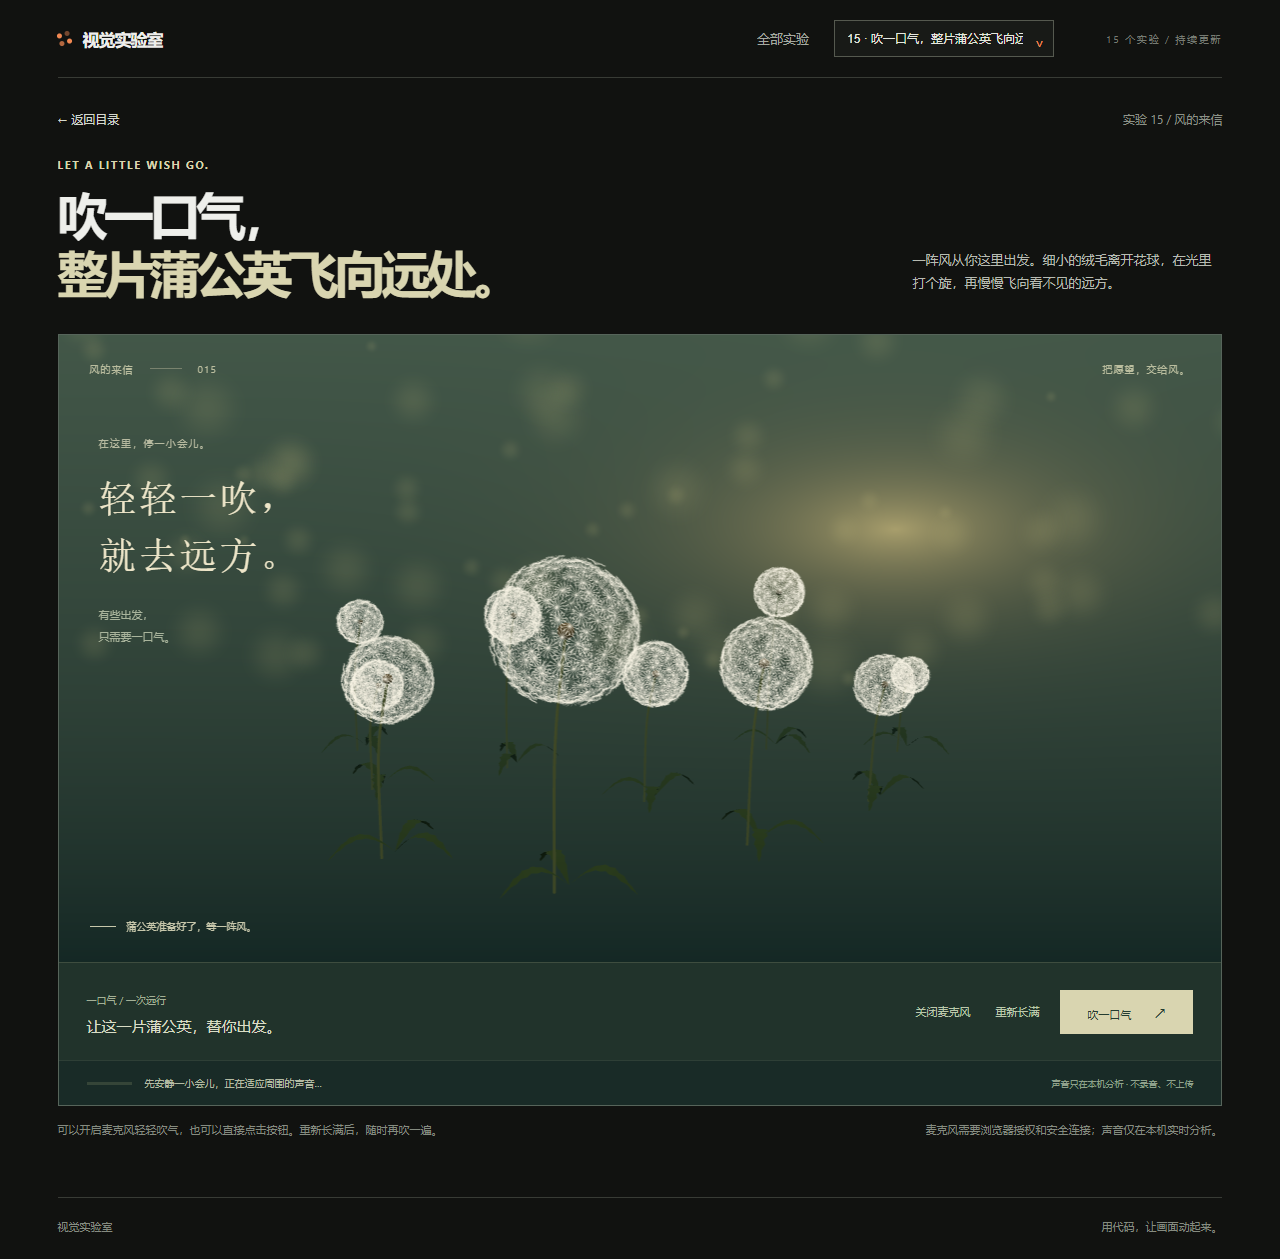 视觉实验室
全部实验
15 · 吹一口气，整片蒲公英飞向远
15 个实验 / 持续更新
← 返回目录
实验 15 / 风的来信
LET A LITTLE WISH GO.
吹一口气，
整片蒲公英飞向远处。
一阵风从你这里出发。细小的绒毛离开花球，在光里
打个旋，再慢慢飞向看不见的远方。
风的来信
015
把愿望，交给风。
在这里，停一小会儿。
轻轻一吹，
就去远方。
有些出发，
只需要一口气。
蒲公英准备好了，等一阵风。
一口气 / 一次远行
让这一片蒲公英，替你出发。
关闭麦克风
重新长满
吹一口气 ↗
先安静一小会儿，正在适应周围的声音…
声音只在本机分析 · 不录音、不上传
可以开启麦克风轻轻吹气，也可以直接点击按钮。重新长满后，随时再吹一遍。
麦克风需要浏览器授权和安全连接；声音仅在本机实时分析。
视觉实验室
用代码，让画面动起来。